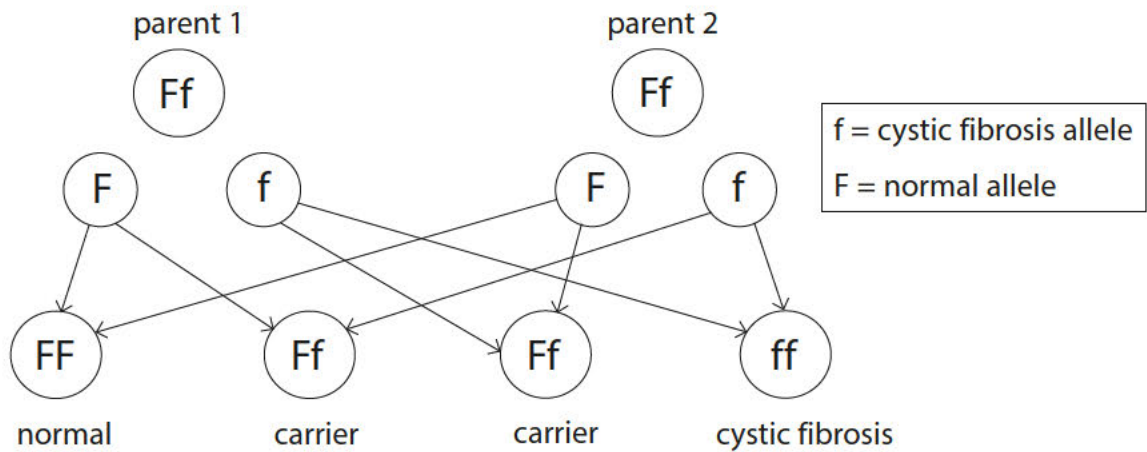 parent 1
parent 2
Ff
Ff
f = cystic fibrosis allele
F = normal allele
F
f
F
f
FF
Ff
Ff
ff
normal
carrier
carrier
cystic fibrosis